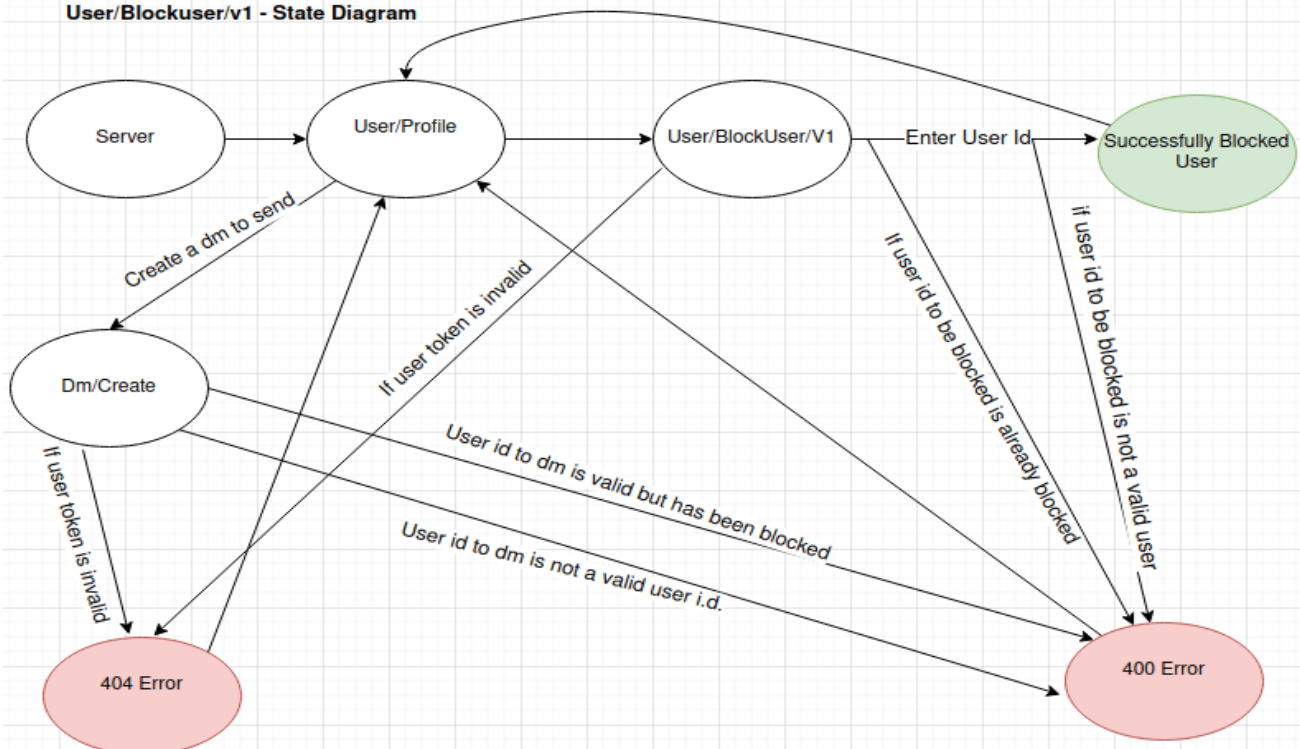 User/Blockuser/v1 - State Diagram
Server
User/Profile
User/BlockUser/V1
Enter User Id
Successfully Blocked
User
Create a dm to send
If user token is invalid
If user id to be blocked is already blocked
if user id to be blocked is not a valid user
Dm/Create
User id to dm is valid but has been blocked
User id to dm is not a valid user i.d.
If user token is invalid
404 Error
400 Error